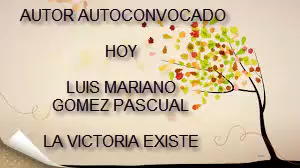 AUTOR AUTOCONVOCADO
HOY
LUIS MARIANO
GOMEZ PASCUAL
LA VICTORIA EXISTE